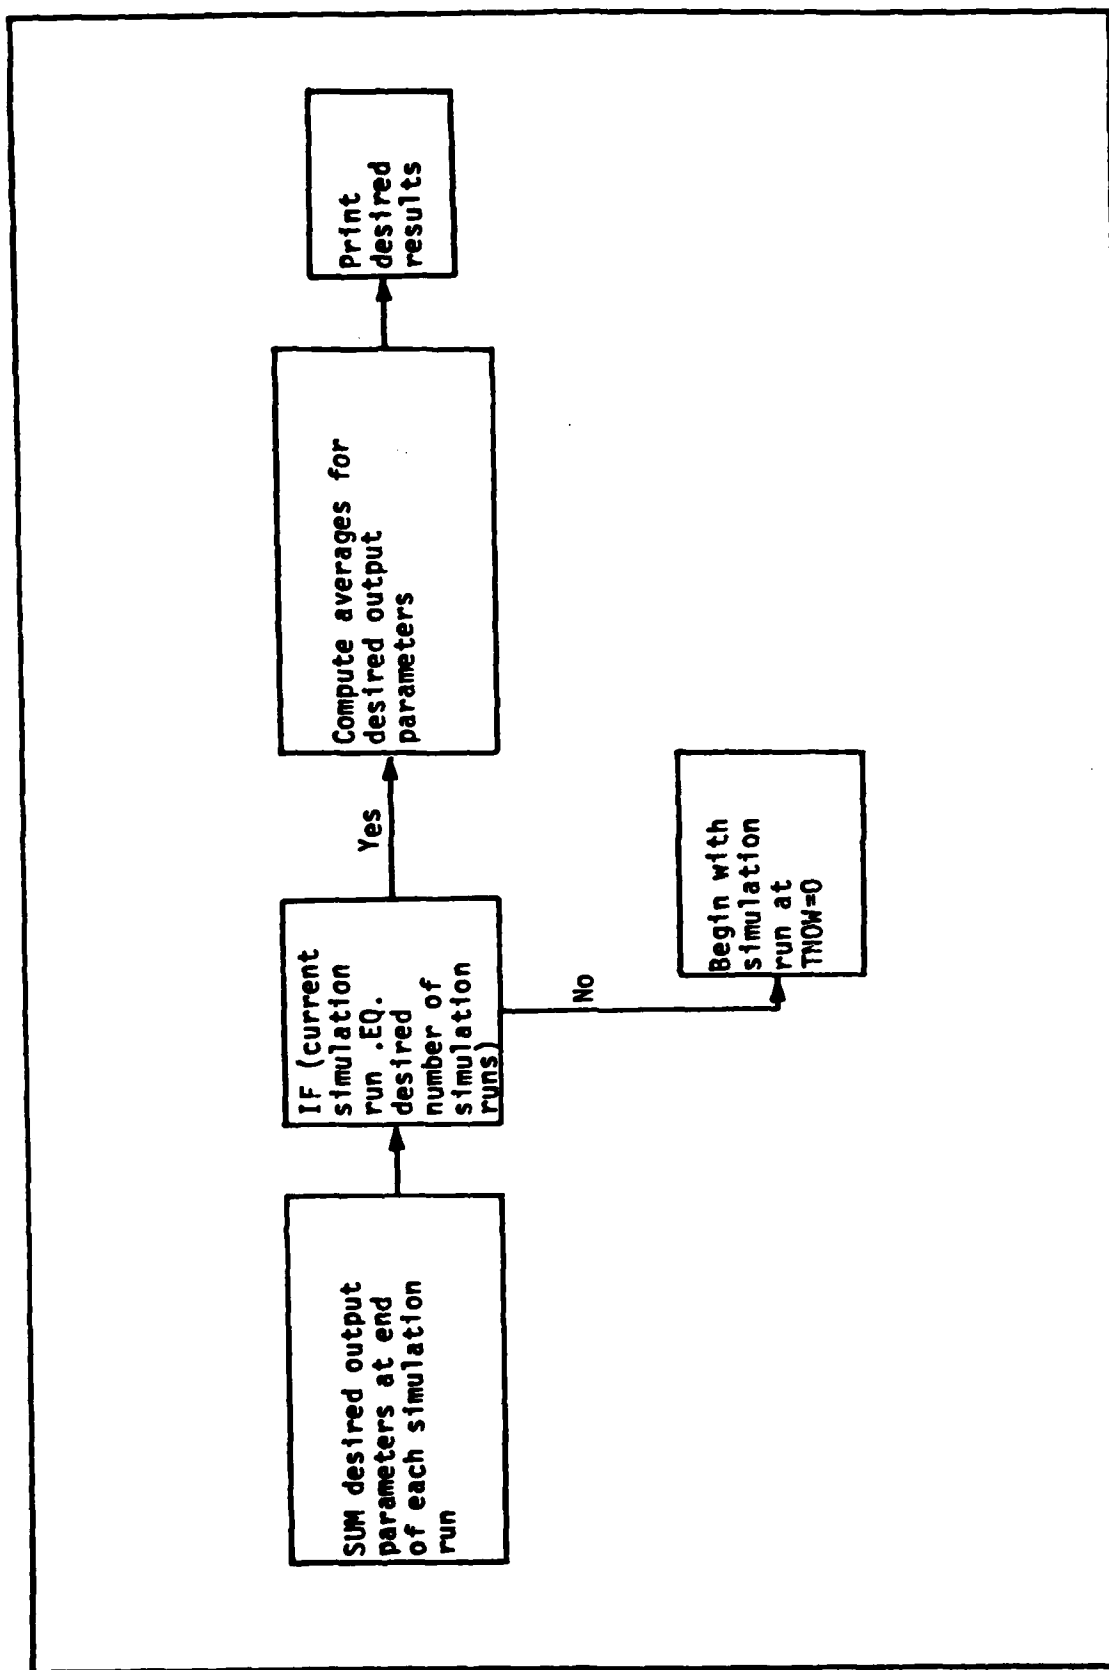 SUM desired output
parameters at end
of each simulation
run
IF (current
simulation
run .EQ.
desired
number of
simulation
runs)
Yes
Compute averages for
desired output
parameters
Print
desired
results
No
Begin with
simulation
run at
TNOW=0